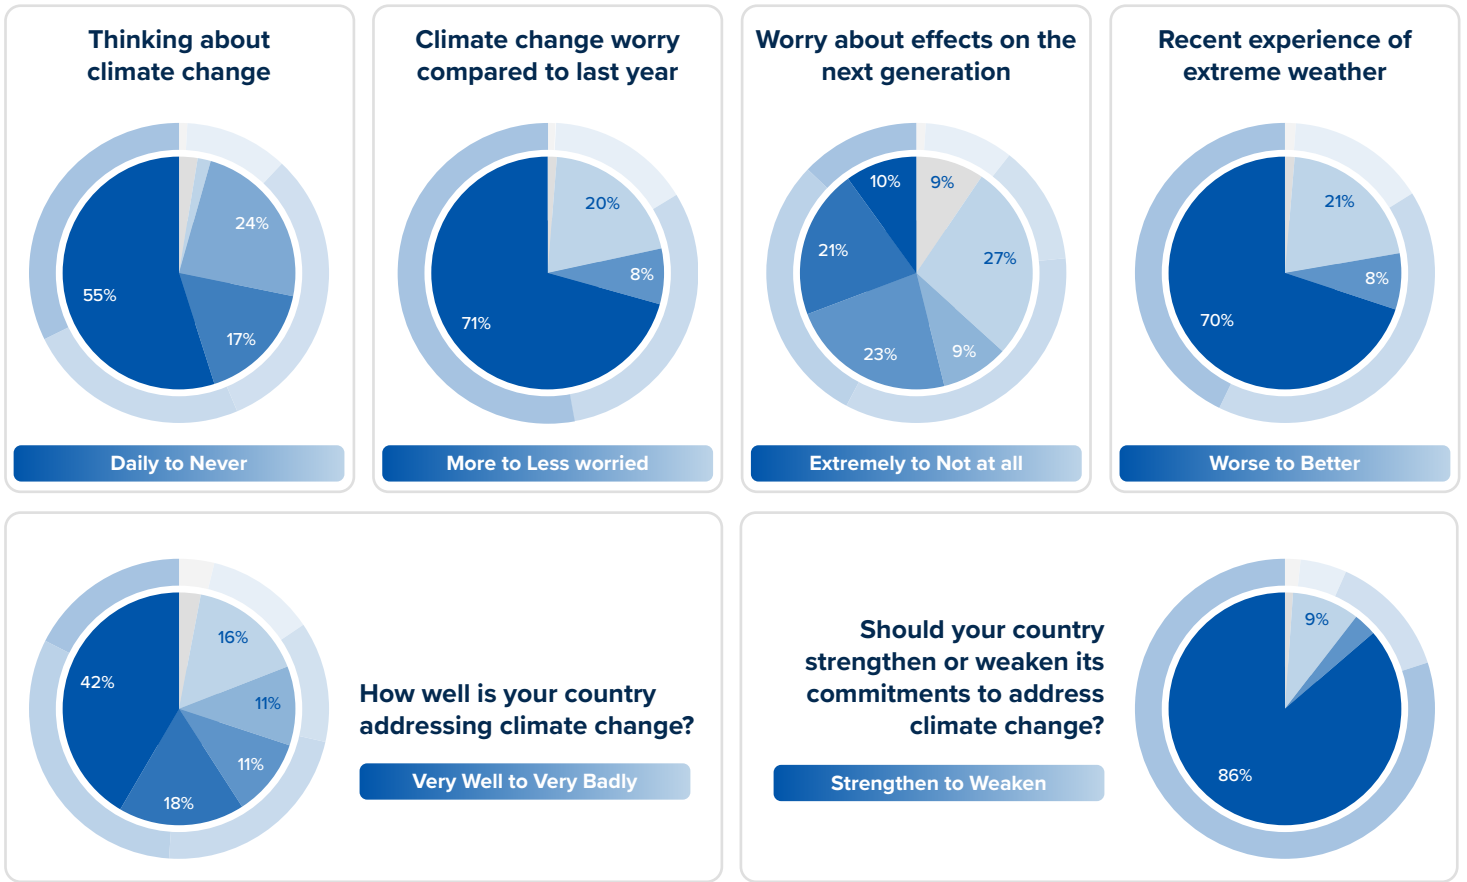 Thinking about
climate change
24%
55%
17%
Daily to Never
Climate change worry
compared to last year
20%
8%
71%
More to Less worried
Worry about effects on the
next generation
10%
9%
21%
27%
23%
9%
Extremely to Not at all
Recent experience of
extreme weather
21%
8%
70%
Worse to Better
16%
42%
11%
11%
18%
How well is your country
addressing climate change?
Very Well to Very Badly
Should your country
strengthen or weaken its
commitments to address
climate change?
Strengthen to Weaken
9%
86%